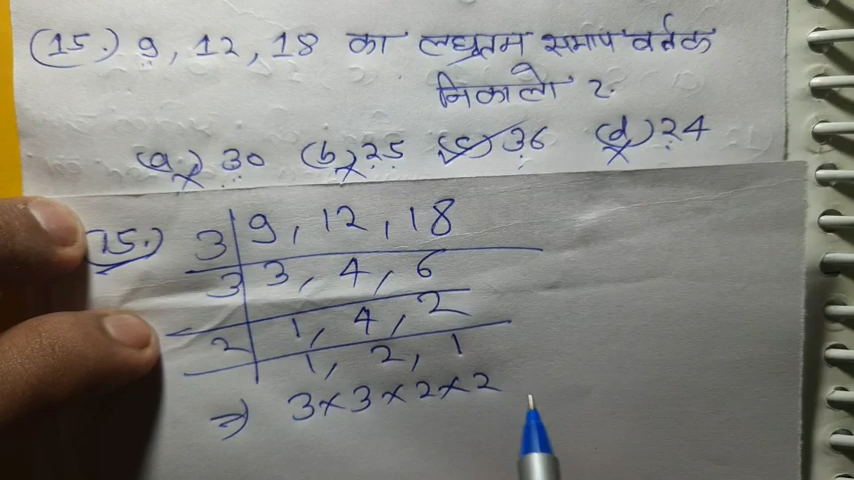 (15.) 9, 12, 18 का लघुतम समापवर्तक
निकालो ?
(a) 30 (b) 25 (c) 36 (d) 24
15.) 3 | 9, 12, 18
3 | 3, 4, 6
2 | 1, 4, 2
1, 2, 1
⇒ 3×3×2×2